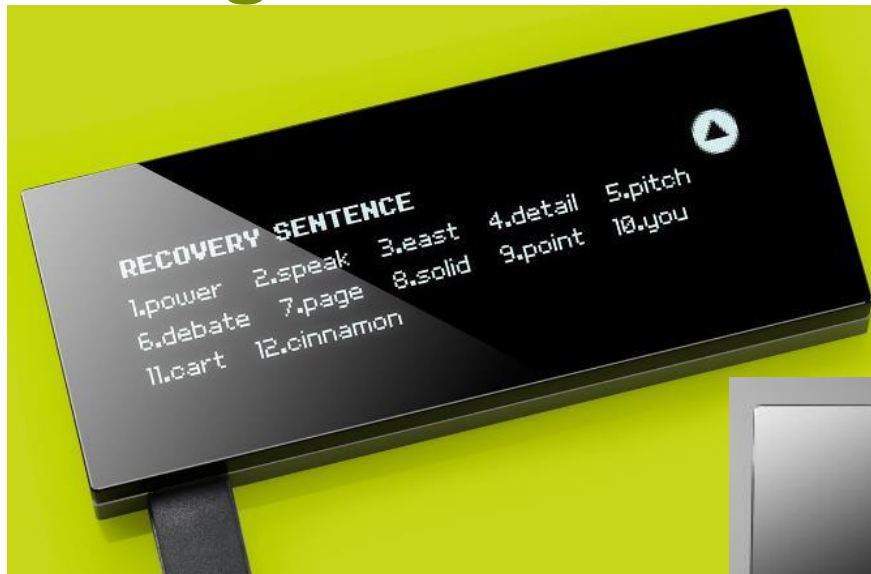 RECOVERY SENTENCE
1.power 2.speak 3.east 4.detail 5.pitch
6.debate 7.page 8.solid 9.point 10.you
11.cart 12.cinnamon